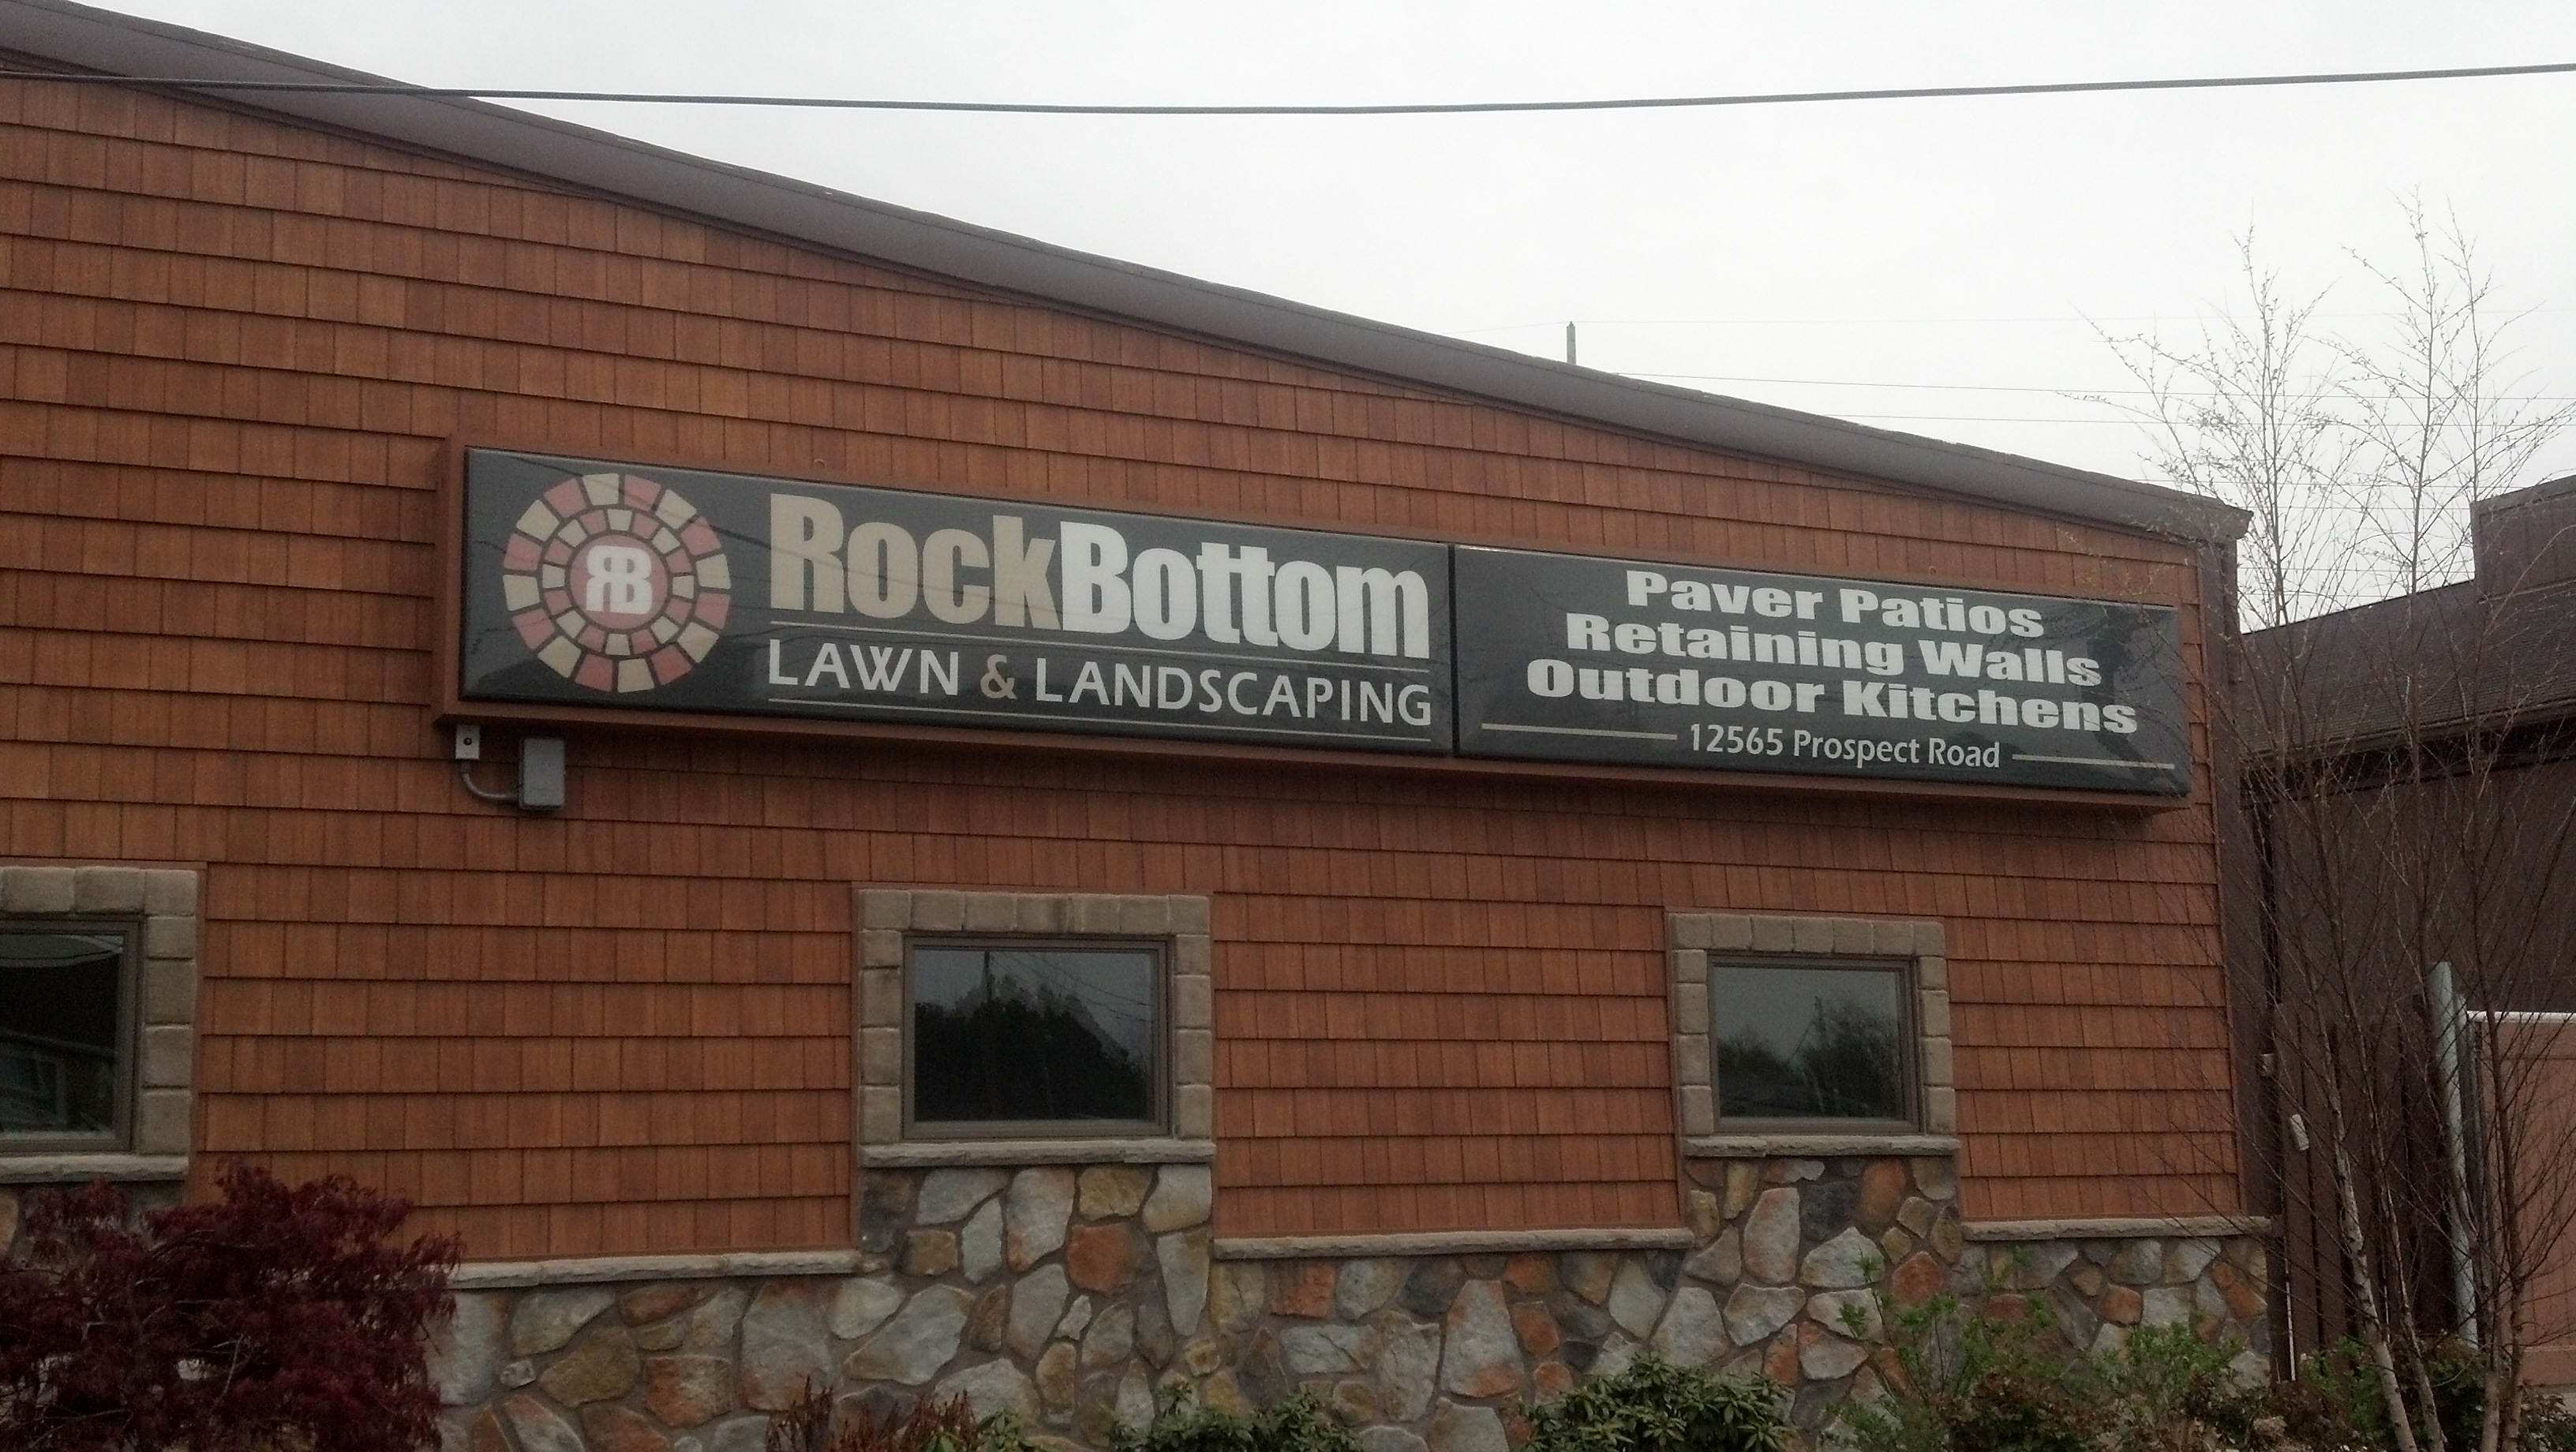 RB
RockBottom
LAWN & LANDSCAPING
Paver Patios
Retaining Walls
Outdoor Kitchens
12565 Prospect Road